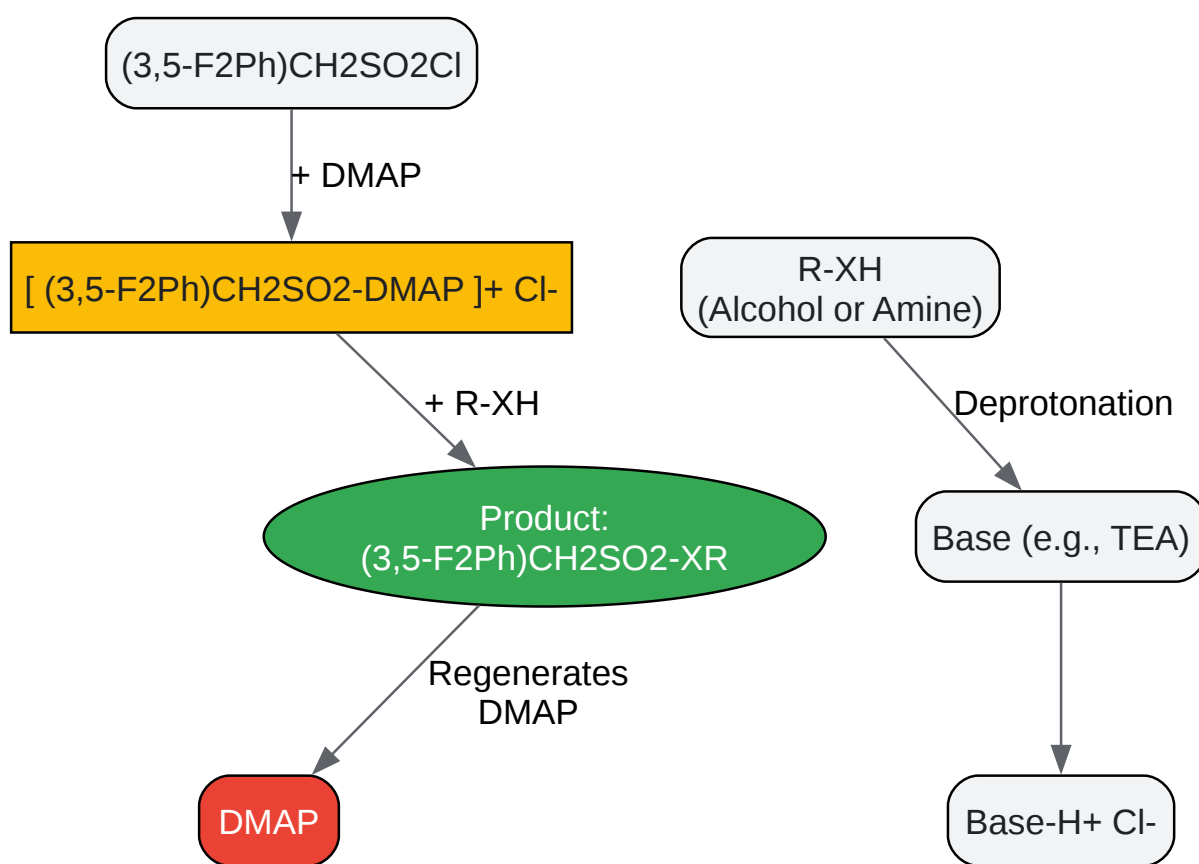 (3,5-F2Ph)CH2SO2Cl
+ DMAP
[ (3,5-F2Ph)CH2SO2-DMAP ]+ Cl-
R-XH
(Alcohol or Amine)
+ R-XH
Deprotonation
Product:
(3,5-F2Ph)CH2SO2-XR
Base (e.g., TEA)
Regenerates
DMAP
DMAP
Base-H+ Cl-